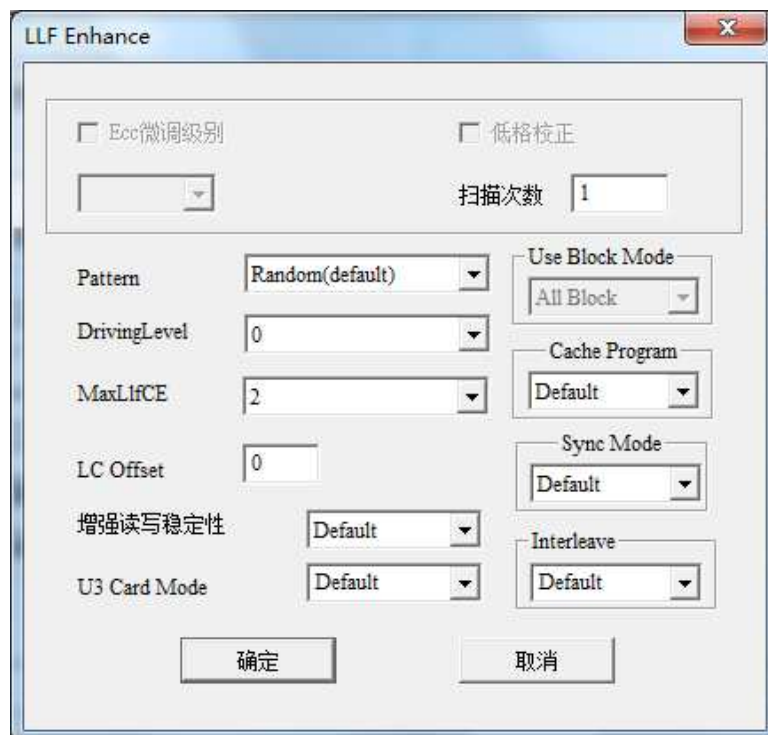 LLF Enhance
Ecc微调级别
低格校正
扫描次数 1
Use Block Mode
Pattern Random(default)
All Block
DrivingLevel 0
Cache Program
MaxLlfCE 2
Default
Sync Mode
LC Offset 0
Default
增强读写稳定性 Default
Interleave
U3 Card Mode Default
Default
确定
取消